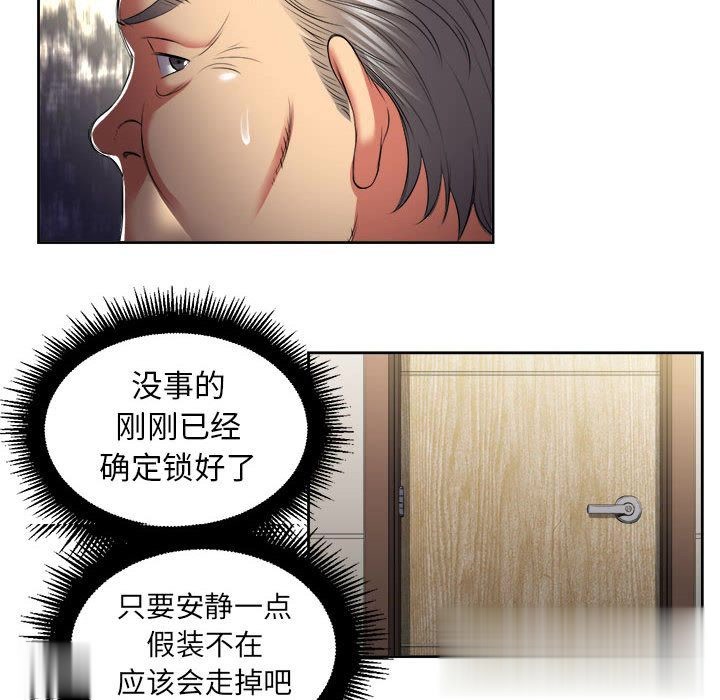 没事的
刚刚已经
确定锁好了
只要安静一点
假装不在
应该会走掉吧